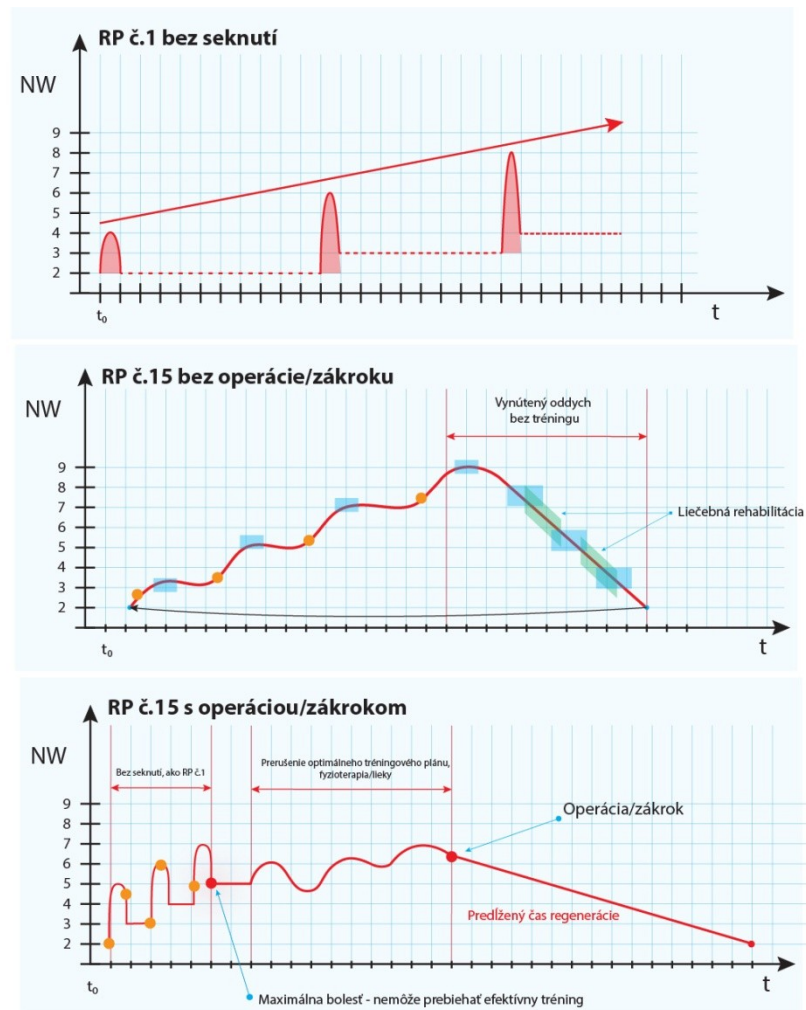 RP č.1 bez seknutí
NW
9
8
7
6
5
4
3
2
t₀
t
RP č.15 bez operácie/zákroku
NW
Vynútený oddych
bez tréningu
9
8
7
6
5
4
3
2
Liečebná rehabilitácia
t₀
t
RP č.15 s operáciou/zákrokom
NW
Bez seknutí, ako RP č.1
Prerušenie optimálneho tréningového plánu,
fyzioterapia/lieky
Operácia/zákrok
9
8
7
6
5
4
3
2
Predĺžený čas regenerácie
t₀
t
Maximálna bolesť - nemôže prebiehať efektívny tréning